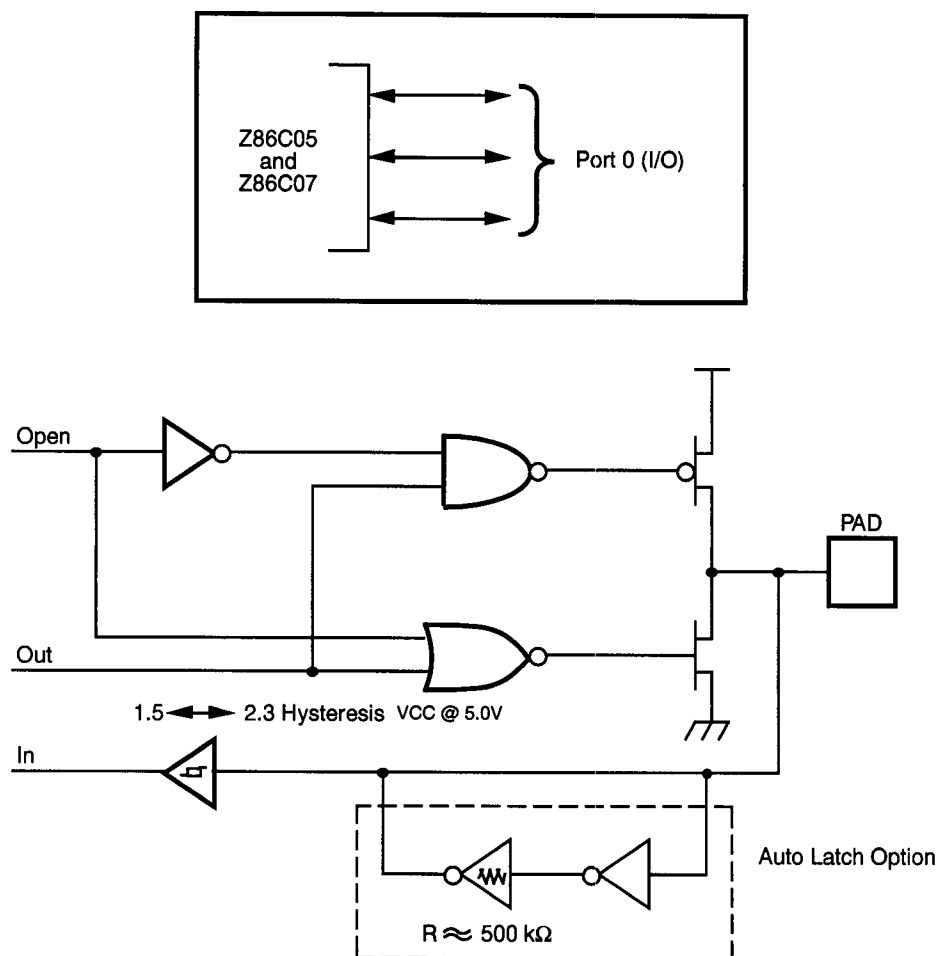 Z86C05
and
Z86C07
Port 0 (I/O)
Open
PAD
Out
1.5 2.3 Hysteresis VCC @ 5.0V
In
Auto Latch Option
R ≈ 500 kΩ